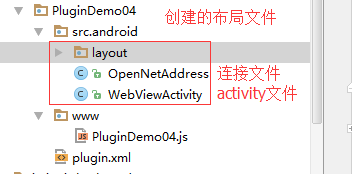 PluginDemo04 创建的布局文件
src.android
layout
OpenNetAddress 连接文件
WebViewActivity activity文件
www
PluginDemo04.js
plugin.xml